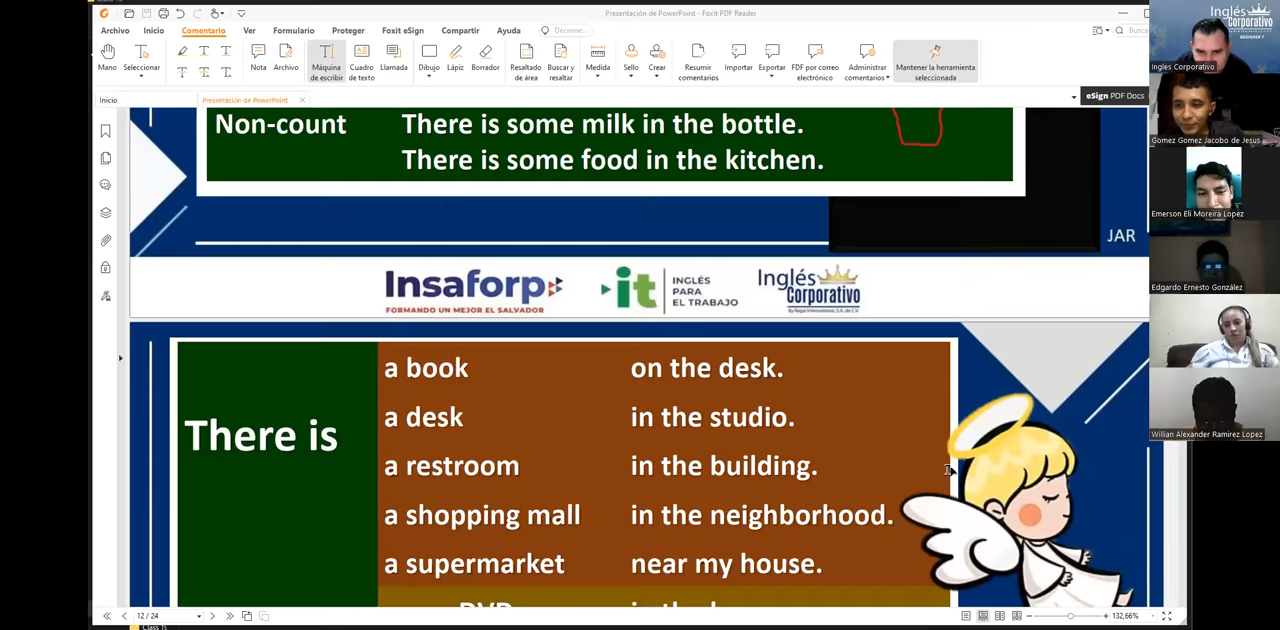 Presentación de PowerPoint - Foxit PDF Reader
Archivo Inicio Comentario Ver Formulario Proteger Foxit eSign Compartir Ayuda Busca
Mano Seleccionar Nota Archivo Máquina de escribir Cuadro de texto Llamada Dibujo Lápiz Borrador Resaltado de área Buscar y resaltar Medida Sello Crear Resumir comentarios Importar Exportar FDF por correo electrónico Administrar comentarios Mantener la herramienta seleccionada
Inicio Presentación de PowerPoint eSign PDF Docs
Non-count There is some milk in the bottle.
There is some food in the kitchen.
JAR
Insaforp
FORMANDO UN MEJOR EL SALVADOR
it INGLÉS PARA EL TRABAJO
Inglés Corporativo
There is
a book on the desk.
a desk in the studio.
a restroom in the building.
a shopping mall in the neighborhood.
a supermarket near my house.
12 / 24
132,66%
Inglés Corporativo
BEGINNER 1
Ingles Corporativo
Gomez Gomez Jacobo de Jesus
Emerson Eli Moreira Lopez
Edgardo Ernesto González
Willian Alexander Ramirez Lopez